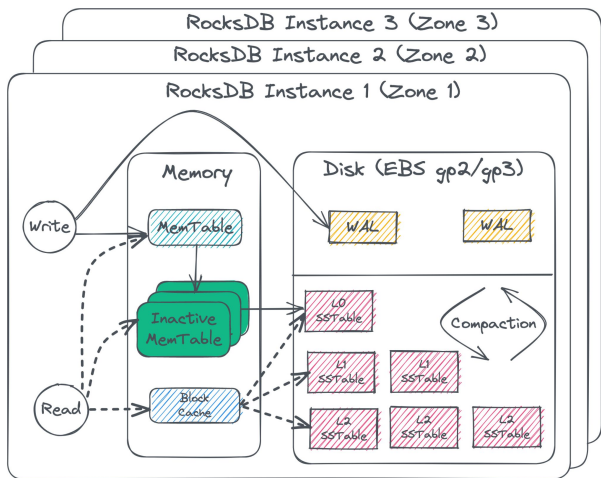 RocksDB Instance 3 (Zone 3)
RocksDB Instance 2 (Zone 2)
RocksDB Instance 1 (Zone 1)
Memory
Disk (EBS gp2/gp3)
Write
MemTable
WAL
WAL
Inactive
MemTable
L0
SSTable
Compaction
L1
SSTable
L1
SSTable
Read
Block
Cache
L2
SSTable
L2
SSTable
L2
SSTable